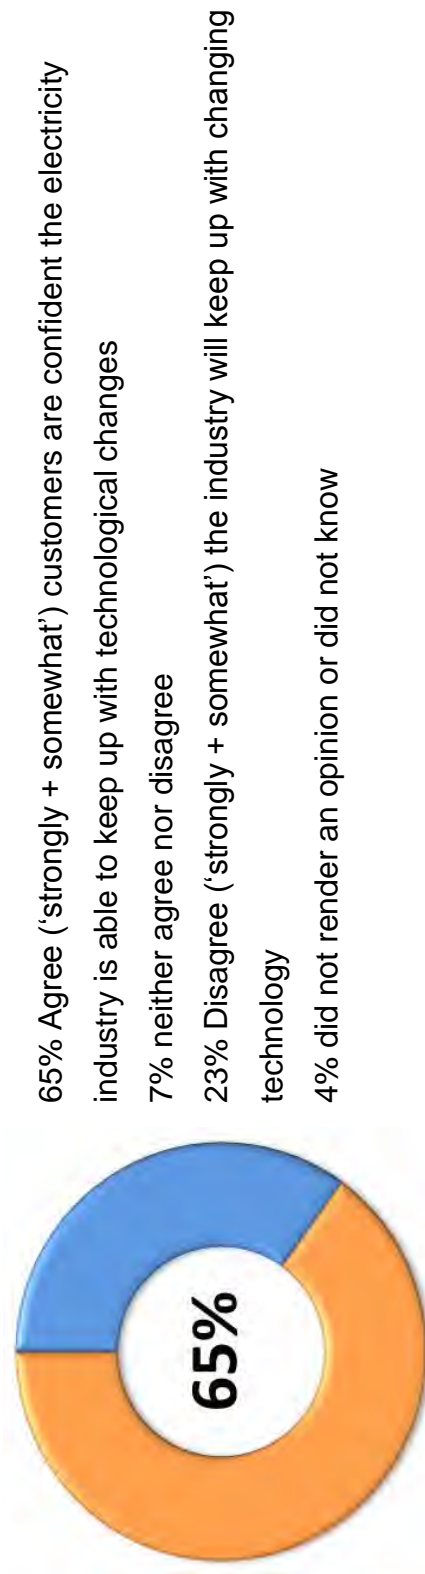 65% Agree (‘strongly + somewhat’) customers are confident the electricity
industry is able to keep up with technological changes
7% neither agree nor disagree
23% Disagree (‘strongly + somewhat’) the industry will keep up with changing
technology
4% did not render an opinion or did not know
65%